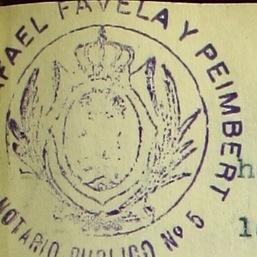 RAFAEL FAVELA Y PEIMBERT
NOTARIO PUBLICO Nº 5
h